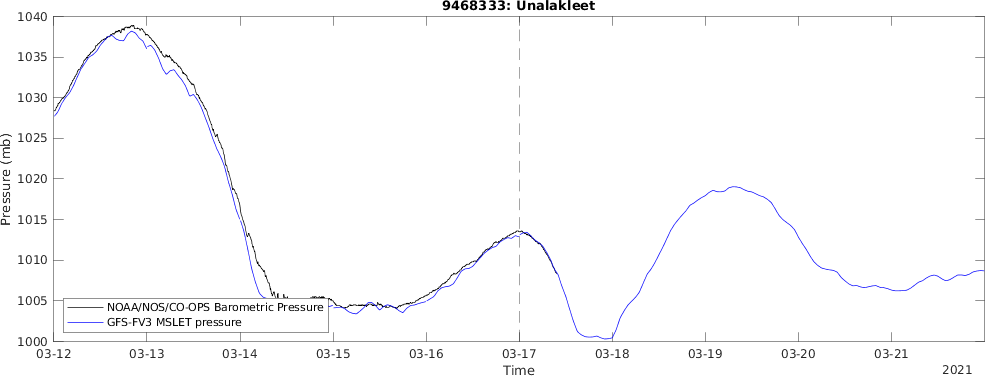 9468333: Unalakleet
Pressure (mb)
1040
1035
1030
1025
1020
1015
1010
1005
1000
NOAA/NOS/CO-OPS Barometric Pressure
GFS-FV3 MSLET pressure
03-12 03-13 03-14 03-15 03-16 03-17 03-18 03-19 03-20 03-21
Time
2021